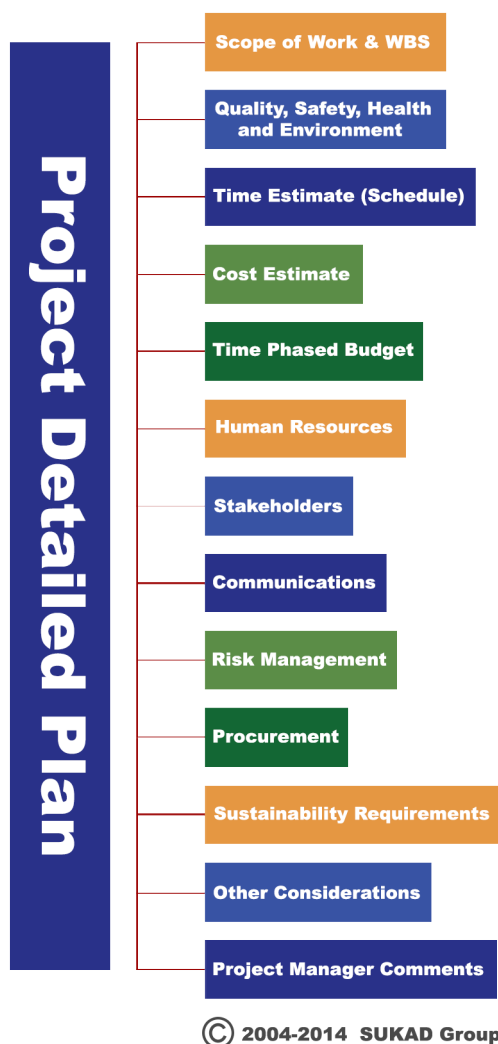 Project Detailed Plan
Scope of Work & WBS
Quality, Safety, Health
and Environment
Time Estimate (Schedule)
Cost Estimate
Time Phased Budget
Human Resources
Stakeholders
Communications
Risk Management
Procurement
Sustainability Requirements
Other Considerations
Project Manager Comments
© 2004-2014 SUKAD Group